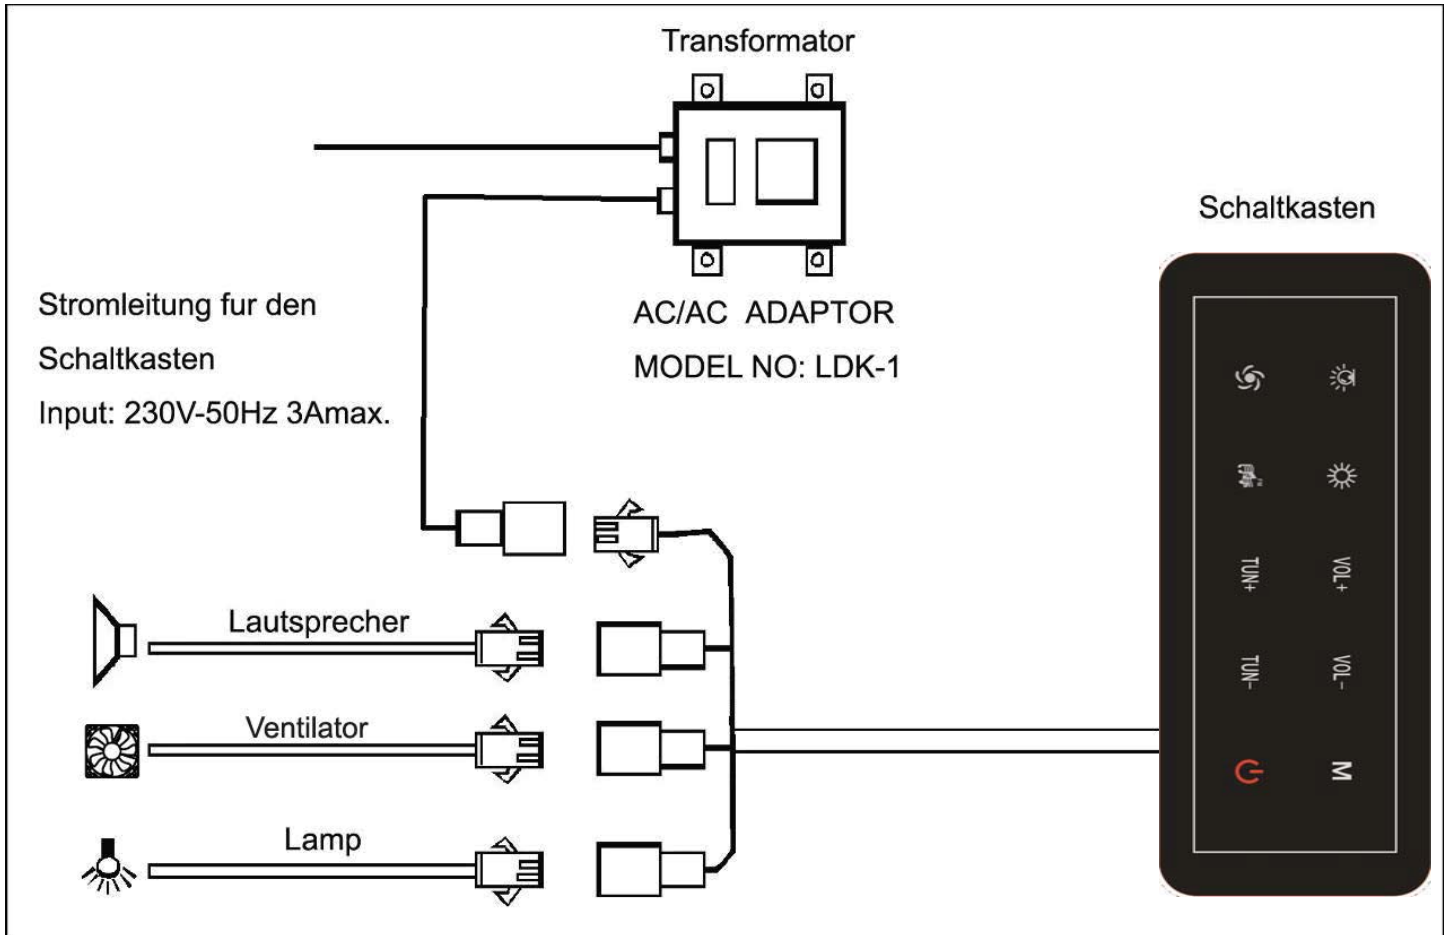 Transformator
Schaltkasten
Stromleitung fur den
Schaltkasten
Input: 230V-50Hz 3Amax.
AC/AC ADAPTOR
MODEL NO: LDK-1
Lautsprecher
Ventilator
Lamp
TUN+
VOL+
TUN-
VOL-
M